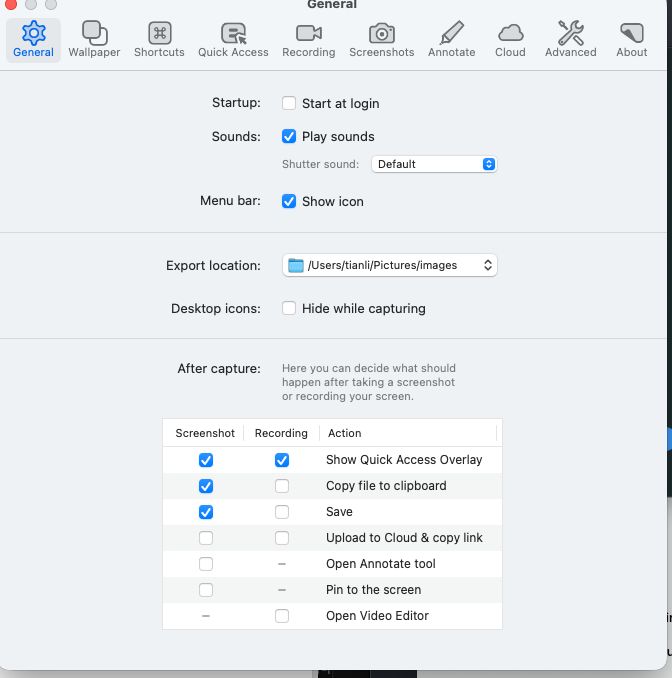 General
General Wallpaper Shortcuts Quick Access Recording Screenshots Annotate Cloud Advanced About
Startup: Start at login
Sounds: Play sounds
Shutter sound: Default
Menu bar: Show icon
Export location: /Users/tianli/Pictures/images
Desktop icons: Hide while capturing
After capture: Here you can decide what should
happen after taking a screenshot
or recording your screen.
Screenshot Recording Action
Show Quick Access Overlay
Copy file to clipboard
Save
Upload to Cloud & copy link
Open Annotate tool
Pin to the screen
Open Video Editor